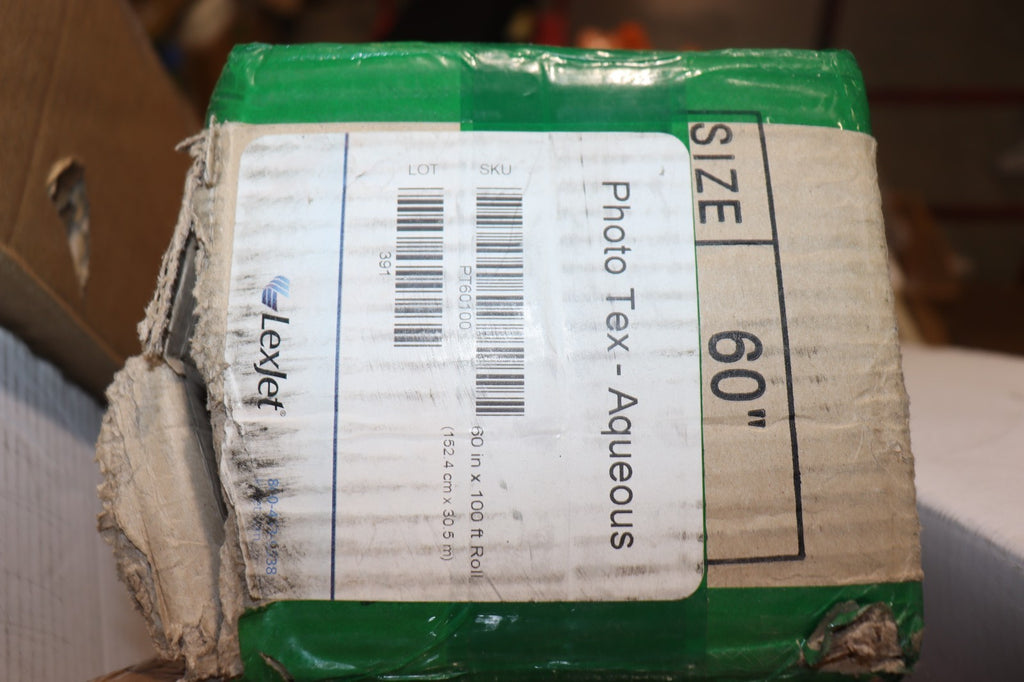 SIZE 60"
Photo Tex - Aqueous
SKU
PT60100
60 in x 100 ft Roll
(152.4 cm x 30.5 m)
LOT
391
LexJet®